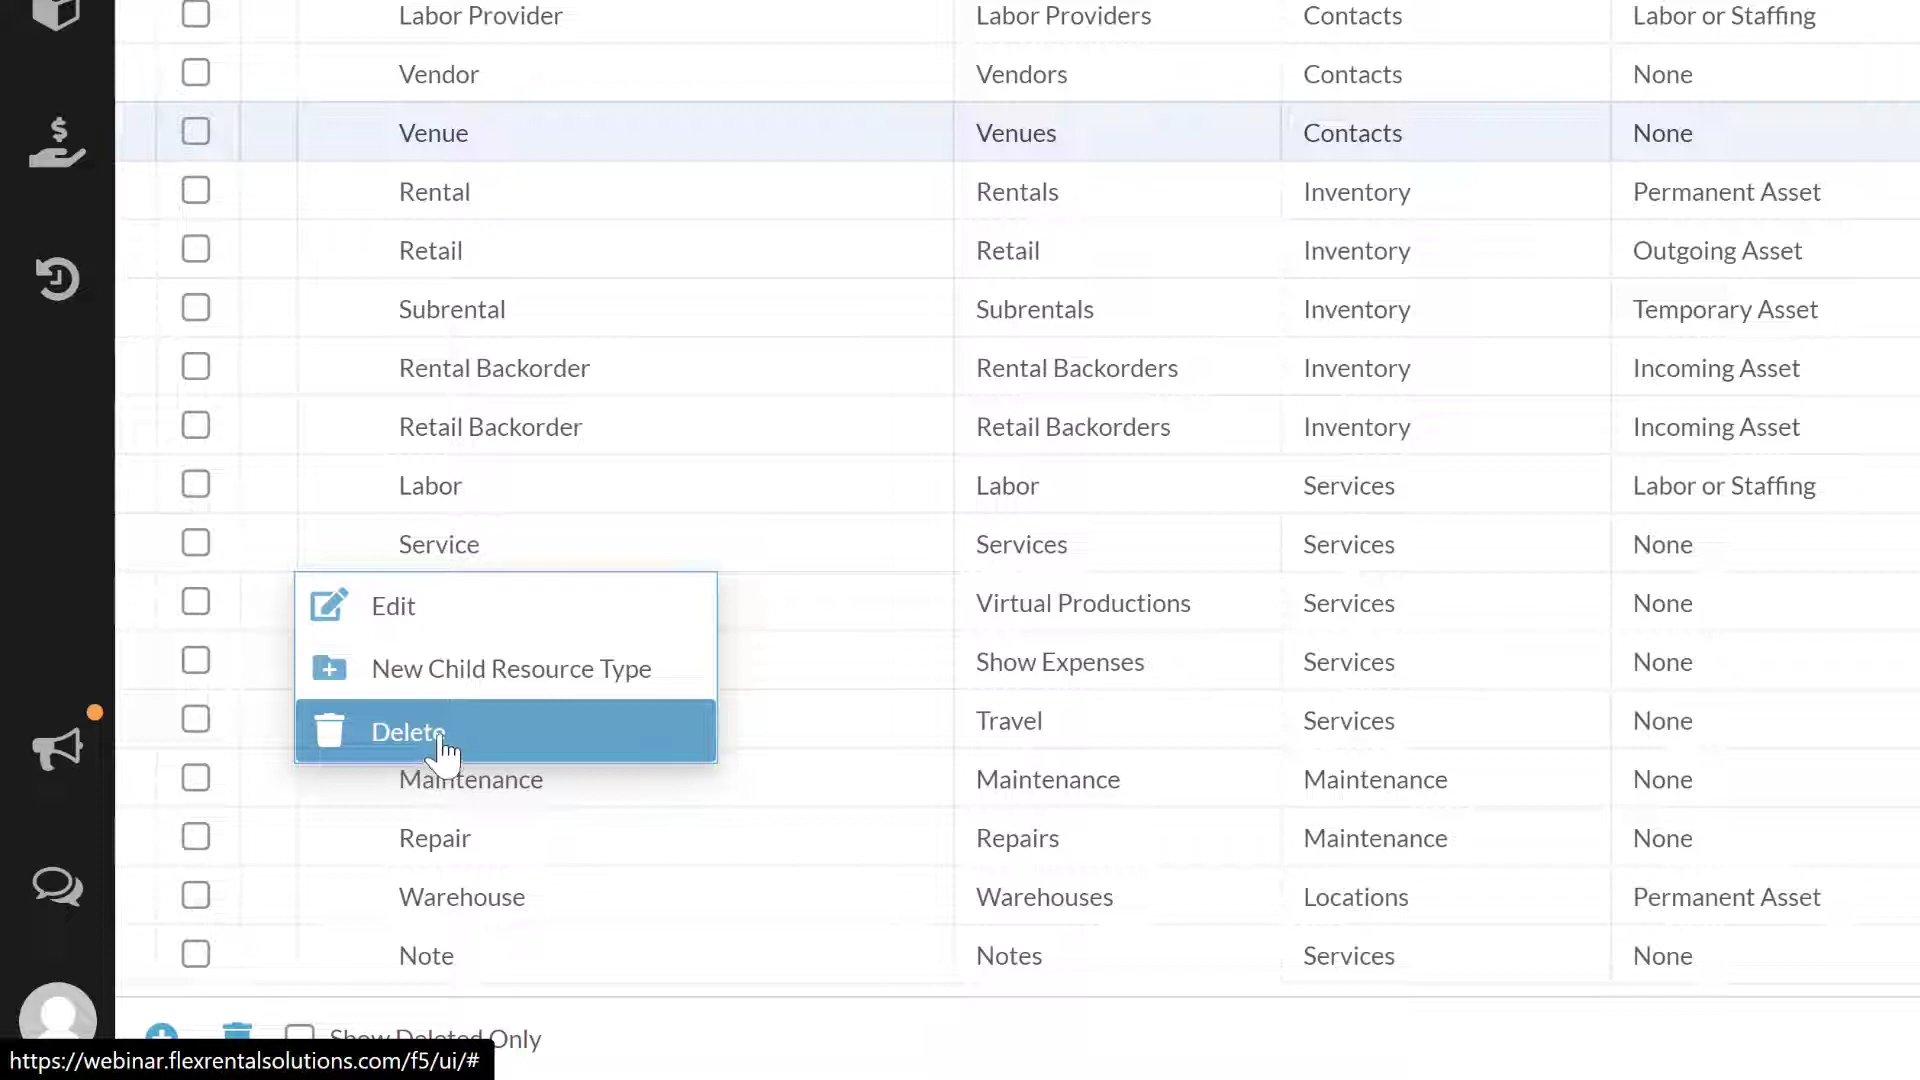 Labor Provider Labor Providers Contacts Labor or Staffing
Vendor Vendors Contacts None
Venue Venues Contacts None
Rental Rentals Inventory Permanent Asset
Retail Retail Inventory Outgoing Asset
Subrental Subrentals Inventory Temporary Asset
Rental Backorder Rental Backorders Inventory Incoming Asset
Retail Backorder Retail Backorders Inventory Incoming Asset
Labor Labor Services Labor or Staffing
Service Services Services None
Edit Virtual Productions Services None
New Child Resource Type Show Expenses Services None
Delete Travel Services None
Maintenance Maintenance Maintenance None
Repair Repairs Maintenance None
Warehouse Warehouses Locations Permanent Asset
Note Notes Services None
Show Deleted Only
https://webinar.flexrentalsolutions.com/f5/ui/#